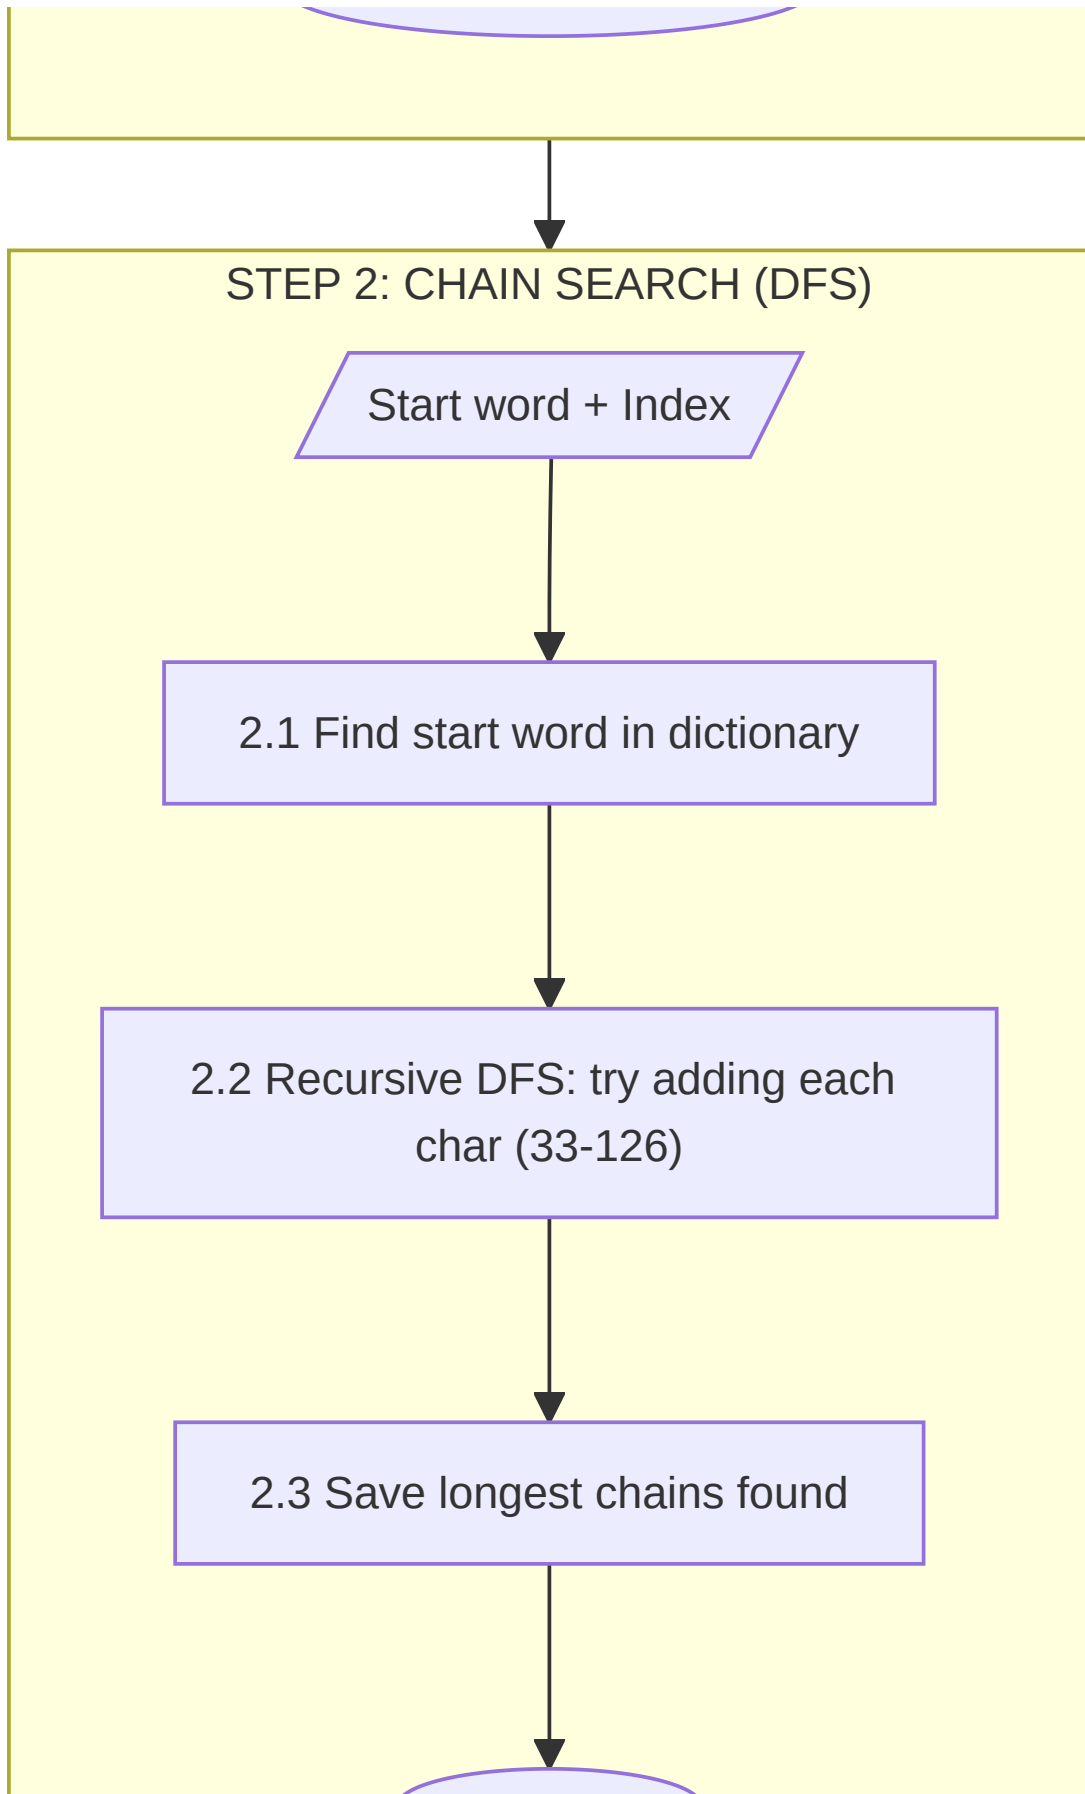 STEP 2: CHAIN SEARCH (DFS)
Start word + Index
2.1 Find start word in dictionary
2.2 Recursive DFS: try adding each
char (33-126)
2.3 Save longest chains found